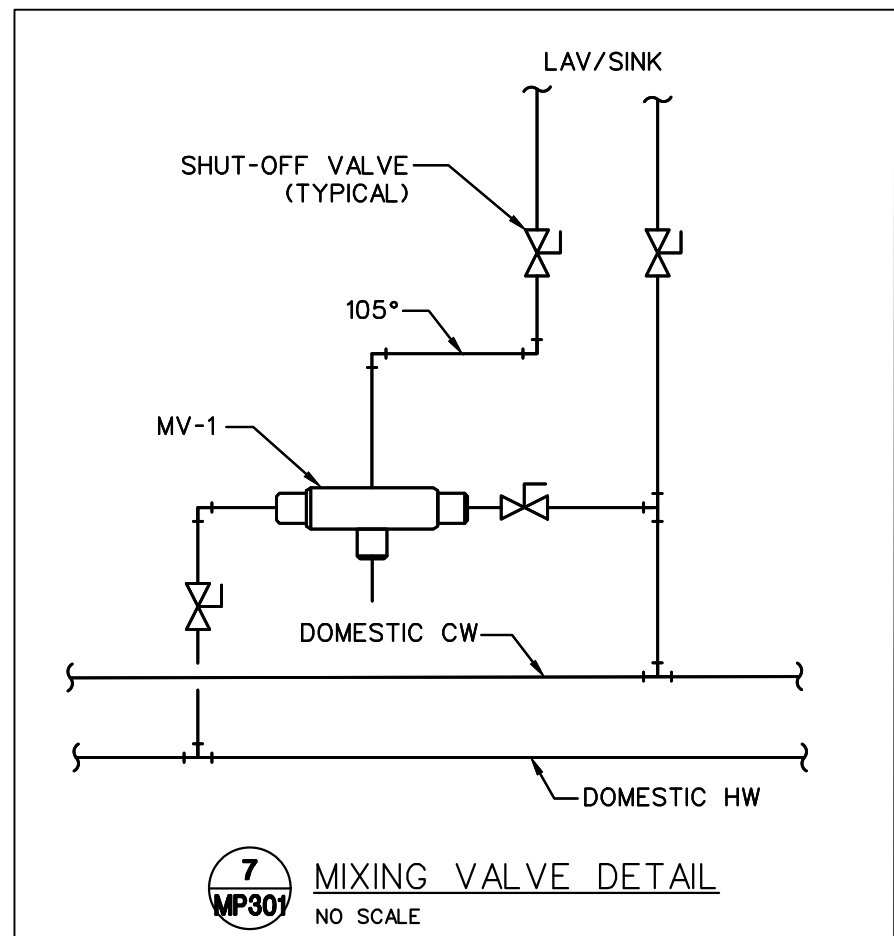 LAV/SINK
SHUT-OFF VALVE
(TYPICAL)
105°
MV-1
DOMESTIC CW
DOMESTIC HW
7
MP301
MIXING VALVE DETAIL
NO SCALE